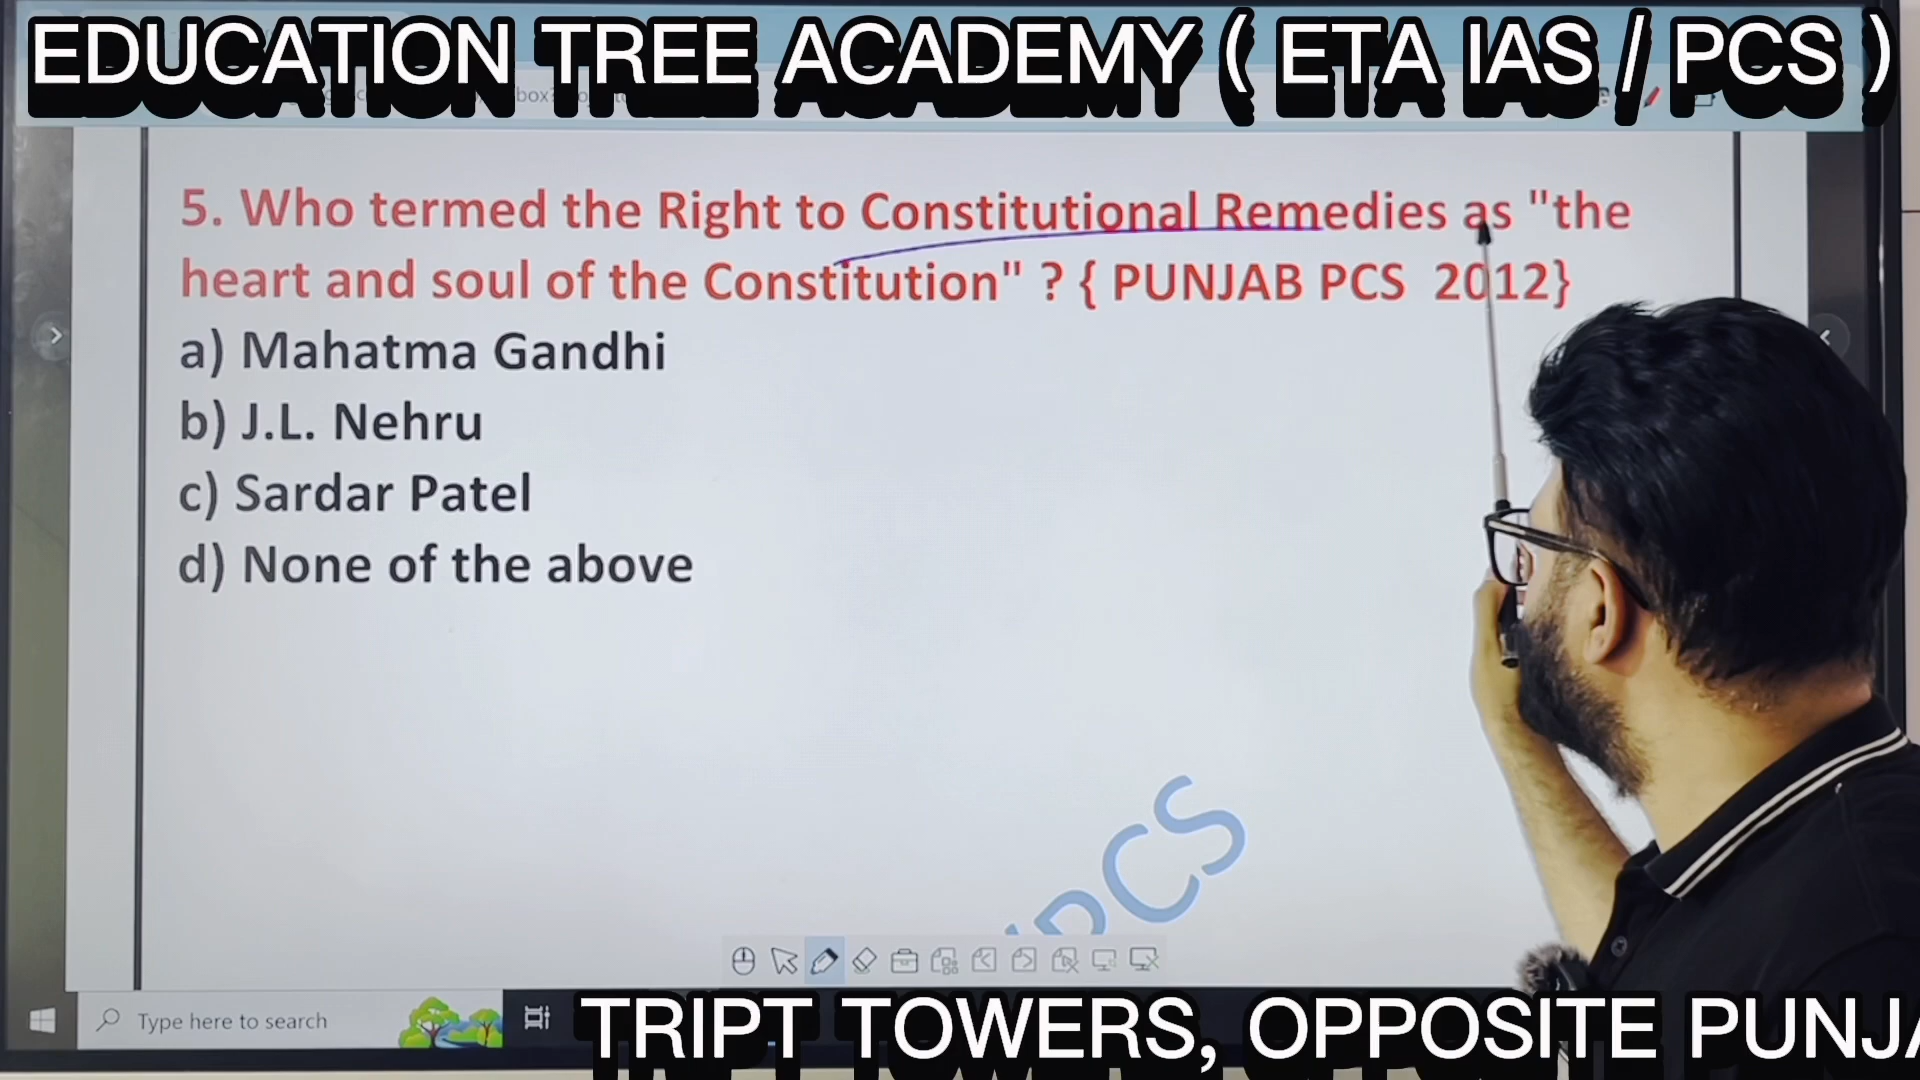 EDUCATION TREE ACADEMY ( ETA IAS / PCS )
5. Who termed the Right to Constitutional Remedies as "the
heart and soul of the Constitution" ? { PUNJAB PCS 2012}
a) Mahatma Gandhi
b) J.L. Nehru
c) Sardar Patel
d) None of the above
PCS
Type here to search
TRIPT TOWERS, OPPOSITE PUNJA